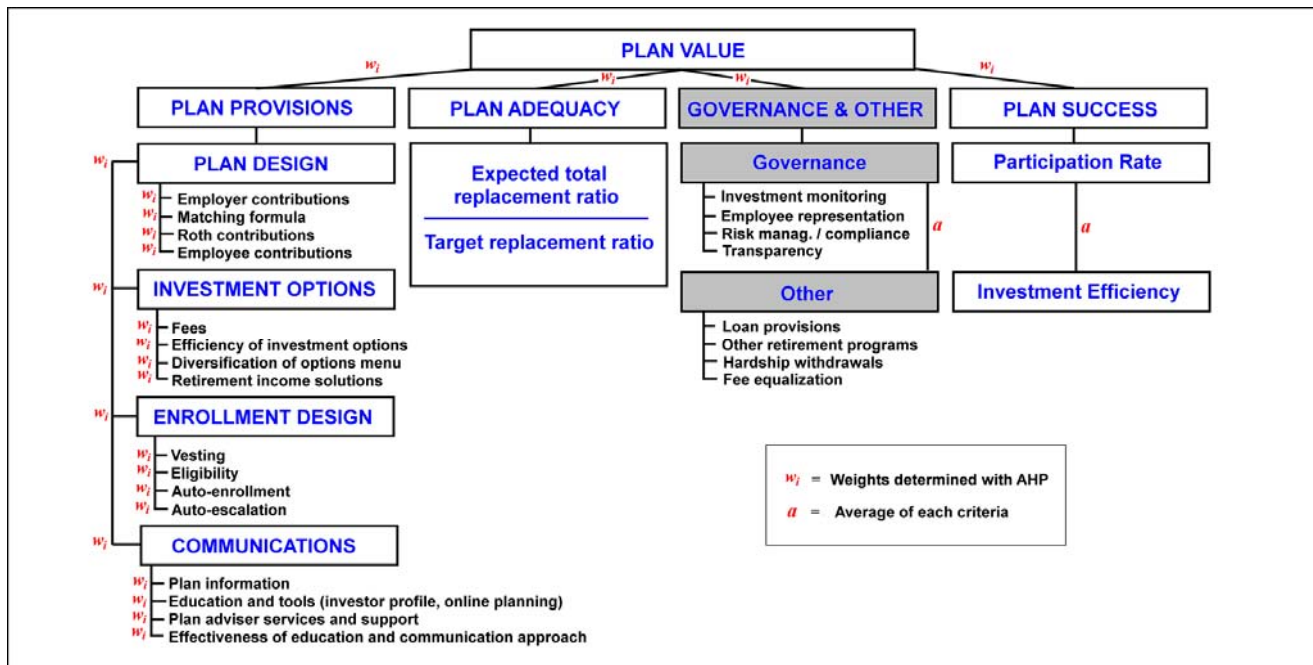 PLAN VALUE
wi
wi
wi
wi
PLAN PROVISIONS
PLAN ADEQUACY
GOVERNANCE & OTHER
PLAN SUCCESS
wi
PLAN DESIGN
wi Employer contributions
wi Matching formula
wi Roth contributions
wi Employee contributions
wi
INVESTMENT OPTIONS
wi Fees
wi Efficiency of investment options
wi Diversification of options menu
wi Retirement income solutions
wi
ENROLLMENT DESIGN
wi Vesting
wi Eligibility
wi Auto-enrollment
wi Auto-escalation
wi
COMMUNICATIONS
wi Plan information
wi Education and tools (investor profile, online planning)
wi Plan adviser services and support
wi Effectiveness of education and communication approach
Expected total
replacement ratio
Target replacement ratio
Governance
Investment monitoring
Employee representation
Risk manag. / compliance
Transparency
a
Other
Loan provisions
Other retirement programs
Hardship withdrawals
Fee equalization
Participation Rate
a
Investment Efficiency
wi = Weights determined with AHP
a = Average of each criteria